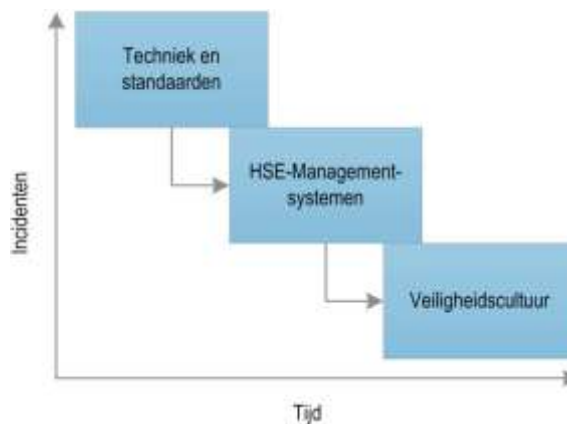 Techniek en
standaarden
HSE-Management-
systemen
Veiligheidscultuur
Incidenten
Tijd